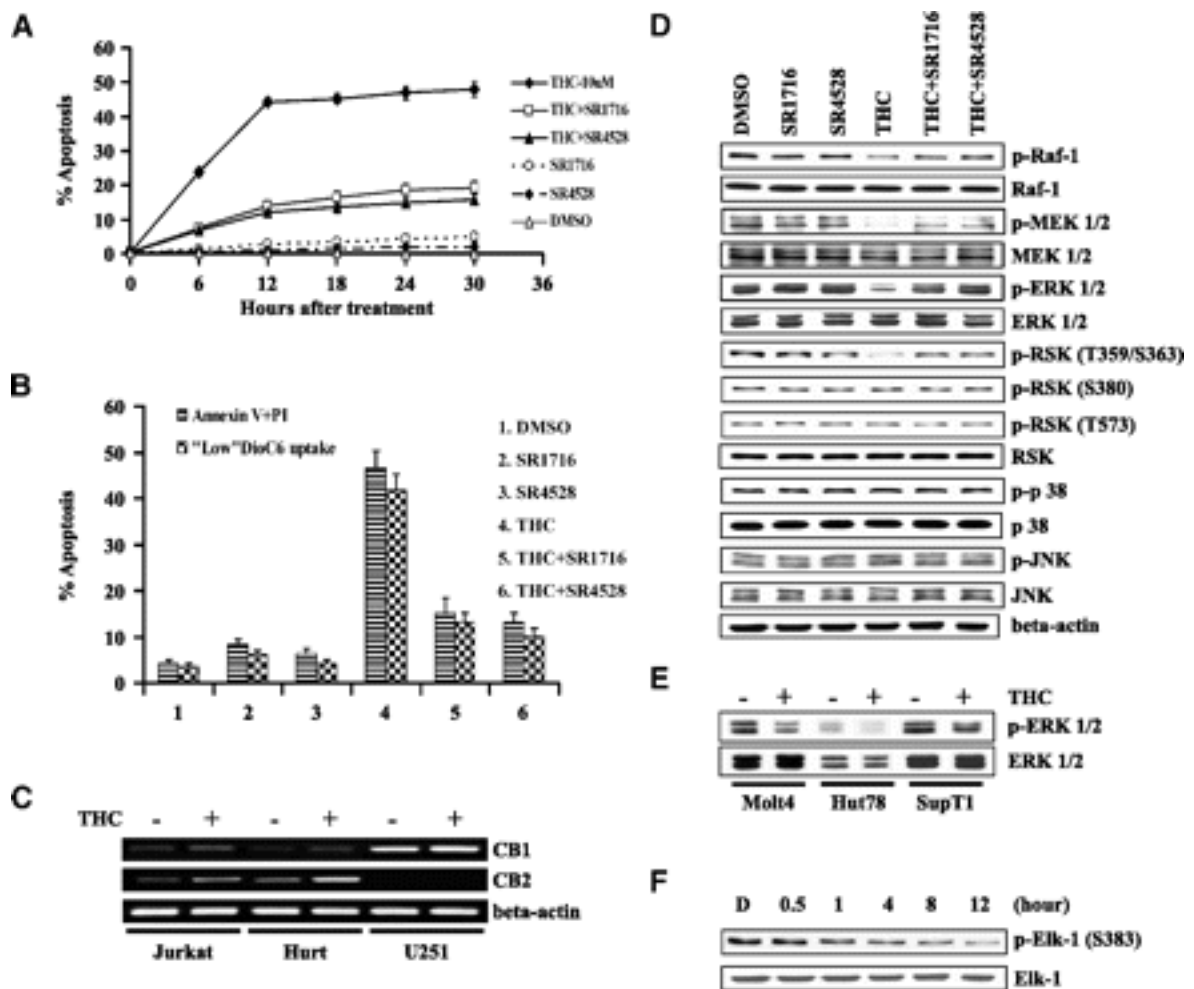 A
60
50
40
30
20
10
0
% Apoptosis
0 6 12 18 24 30 36
Hours after treatment
THC-10uM
THC+SR1716
THC+SR4528
SR1716
SR4528
DMSO
B
60
50
40
30
20
10
0
% Apoptosis
Annexin V+PI
"Low"DioC6 uptake
1. DMSO
2. SR1716
3. SR4528
4. THC
5. THC+SR1716
6. THC+SR4528
1 2 3 4 5 6
C
THC - + - + - +
CB1
CB2
beta-actin
Jurkat Hurt U251
D
DMSO
SR1716
SR4528
THC
THC+SR1716
THC+SR4528
p-Raf-1
Raf-1
p-MEK 1/2
MEK 1/2
p-ERK 1/2
ERK 1/2
p-RSK (T359/S363)
p-RSK (S380)
p-RSK (T573)
RSK
p-p 38
p 38
p-JNK
JNK
beta-actin
E
- + - + - + THC
p-ERK 1/2
ERK 1/2
Molt4 Hut78 SupT1
F
D 0.5 1 4 8 12 (hour)
p-Elk-1 (S383)
Elk-1